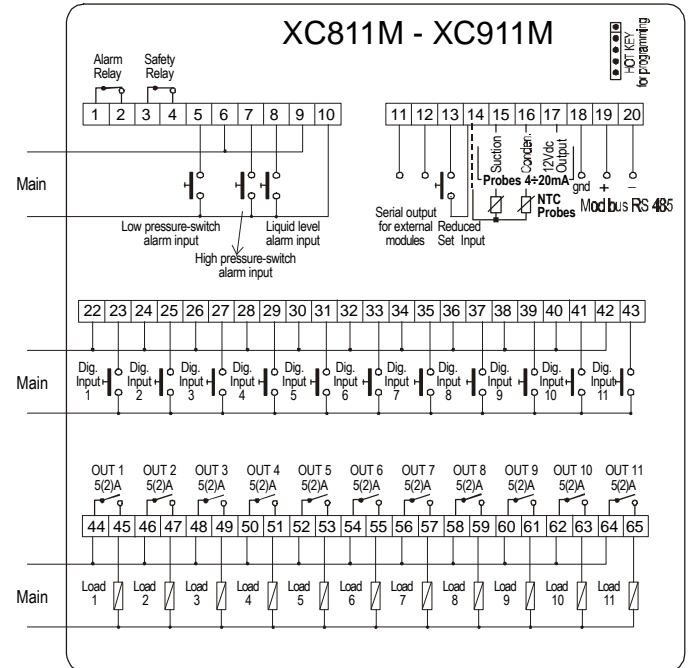 XC811M - XC911M
HOT KEY
for programming
Alarm
Relay
Safety
Relay
1 2 3 4 5 6 7 8 9 10
11 12 13 14 15 16 17 18 19 20
Suction
Conden.
12Vdc
Output
Probes 4÷20mA
gnd + −
NTC
Probes
Modbus RS 485
Main
Low pressure-switch
alarm input
Liquid level
alarm input
High pressure-switch
alarm input
Serial output
for external
modules
Reduced
Set Input
22 23 24 25 26 27 28 29 30 31 32 33 34 35 36 37 38 39 40 41 42 43
Main
Dig.
Input
1
Dig.
Input
2
Dig.
Input
3
Dig.
Input
4
Dig.
Input
5
Dig.
Input
6
Dig.
Input
7
Dig.
Input
8
Dig.
Input
9
Dig.
Input
10
Dig.
Input
11
OUT 1
5(2)A
OUT 2
5(2)A
OUT 3
5(2)A
OUT 4
5(2)A
OUT 5
5(2)A
OUT 6
5(2)A
OUT 7
5(2)A
OUT 8
5(2)A
OUT 9
5(2)A
OUT 10
5(2)A
OUT 11
5(2)A
44 45 46 47 48 49 50 51 52 53 54 55 56 57 58 59 60 61 62 63 64 65
Main
Load
1
Load
2
Load
3
Load
4
Load
5
Load
6
Load
7
Load
8
Load
9
Load
10
Load
11